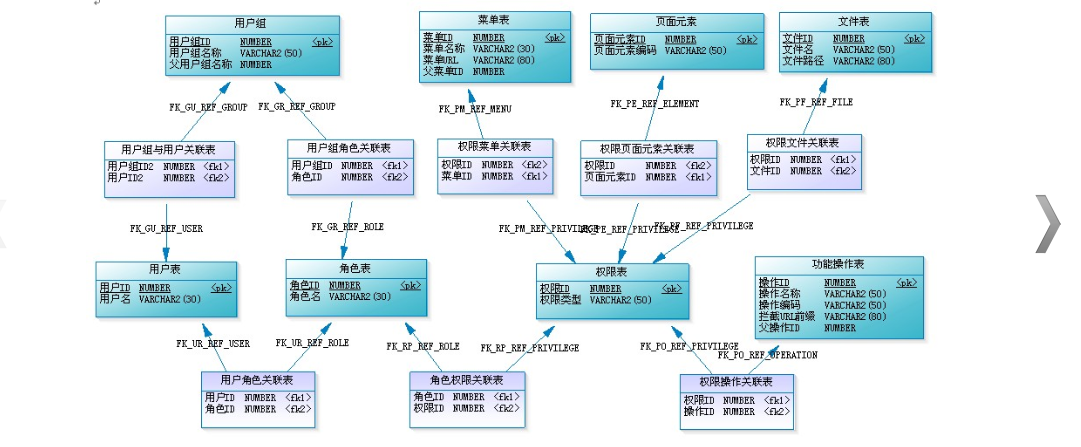 用户组
用户组ID NUMBER <pk>
用户组名称 VARCHAR2(50)
父用户组名称 NUMBER
菜单表
菜单ID NUMBER <pk>
菜单名称 VARCHAR2(30)
菜单URL VARCHAR2(80)
父菜单ID NUMBER
页面元素
页面元素ID NUMBER <pk>
页面元素编码 VARCHAR2(50)
文件表
文件ID NUMBER <pk>
文件名 VARCHAR2(50)
文件路径 VARCHAR2(80)
FK_GU_REF_GROUP
FK_GR_REF_GROUP
FK_PM_REF_MENU
FK_PE_REF_ELEMENT
FK_PF_REF_FILE
用户组与用户关联表
用户组ID2 NUMBER <fk1>
用户ID2 NUMBER <fk2>
用户组角色关联表
用户组ID NUMBER <fk1>
角色ID NUMBER <fk2>
权限菜单关联表
权限ID NUMBER <fk2>
菜单ID NUMBER <fk1>
权限页面元素关联表
权限ID NUMBER <fk2>
页面元素ID NUMBER <fk1>
权限文件关联表
权限ID NUMBER <fk1>
文件ID NUMBER <fk2>
FK_GU_REF_USER
FK_GR_REF_ROLE
FK_PM_REF_PRIVILEGE
FK_PE_REF_PRIVILEGE
FK_PF_REF_PRIVILEGE
用户表
用户ID NUMBER <pk>
用户名 VARCHAR2(30)
角色表
角色ID NUMBER <pk>
角色名 VARCHAR2(30)
权限表
权限ID NUMBER <pk>
权限类型 VARCHAR2(50)
功能操作表
操作ID NUMBER <pk>
操作名称 VARCHAR2(50)
操作编码 VARCHAR2(50)
拦截URL前缀 VARCHAR2(80)
父操作ID NUMBER
FK_UR_REF_USER
FK_UR_REF_ROLE
FK_RP_REF_ROLE
FK_RP_REF_PRIVILEGE
FK_PO_REF_PRIVILEGE
FK_PO_REF_OPERATION
用户角色关联表
用户ID NUMBER <fk1>
角色ID NUMBER <fk2>
角色权限关联表
角色ID NUMBER <fk1>
权限ID NUMBER <fk2>
权限操作关联表
权限ID NUMBER <fk1>
操作ID NUMBER <fk2>